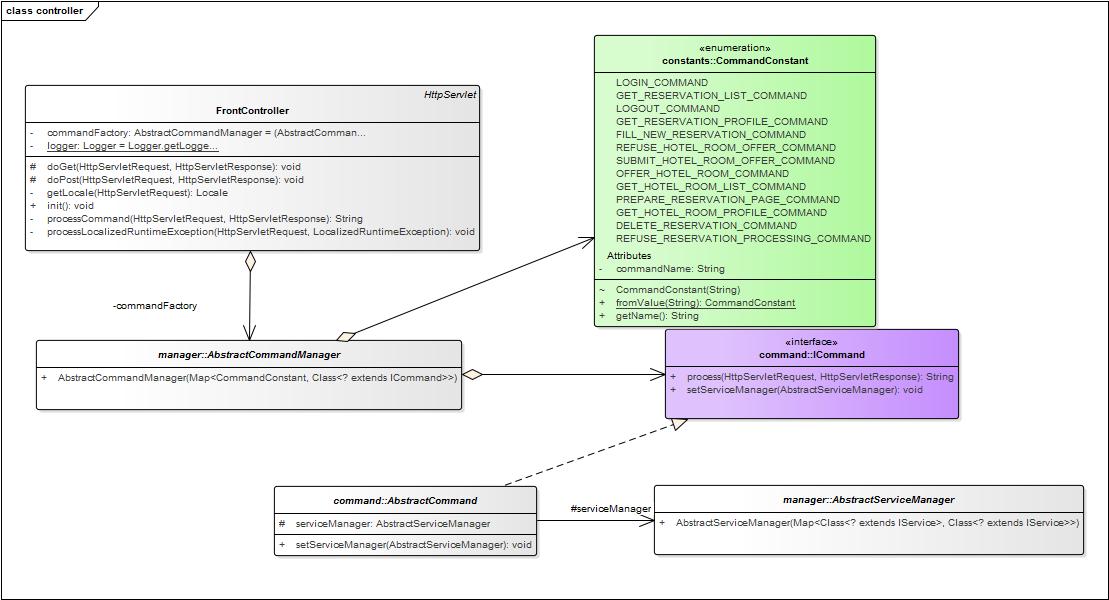 class controller
HttpServlet
FrontController
- commandFactory: AbstractCommandManager = (AbstractComman...
- logger: Logger = Logger.getLogge...
# doGet(HttpServletRequest, HttpServletResponse): void
# doPost(HttpServletRequest, HttpServletResponse): void
- getLocale(HttpServletRequest): Locale
+ init(): void
- processCommand(HttpServletRequest, HttpServletResponse): String
- processLocalizedRuntimeException(HttpServletRequest, LocalizedRuntimeException): void
«enumeration»
constants::CommandConstant
LOGIN_COMMAND
GET_RESERVATION_LIST_COMMAND
LOGOUT_COMMAND
GET_RESERVATION_PROFILE_COMMAND
FILL_NEW_RESERVATION_COMMAND
REFUSE_HOTEL_ROOM_OFFER_COMMAND
SUBMIT_HOTEL_ROOM_OFFER_COMMAND
OFFER_HOTEL_ROOM_COMMAND
GET_HOTEL_ROOM_LIST_COMMAND
PREPARE_RESERVATION_PAGE_COMMAND
GET_HOTEL_ROOM_PROFILE_COMMAND
DELETE_RESERVATION_COMMAND
REFUSE_RESERVATION_PROCESSING_COMMAND
Attributes
- commandName: String
~ CommandConstant(String)
+ fromValue(String): CommandConstant
+ getName(): String
-commandFactory
manager::AbstractCommandManager
+ AbstractCommandManager(Map<CommandConstant, Class<? extends ICommand>>)
«interface»
command::ICommand
+ process(HttpServletRequest, HttpServletResponse): String
+ setServiceManager(AbstractServiceManager): void
command::AbstractCommand
# serviceManager: AbstractServiceManager
+ setServiceManager(AbstractServiceManager): void
#serviceManager
manager::AbstractServiceManager
+ AbstractServiceManager(Map<Class<? extends IService>, Class<? extends IService>>)